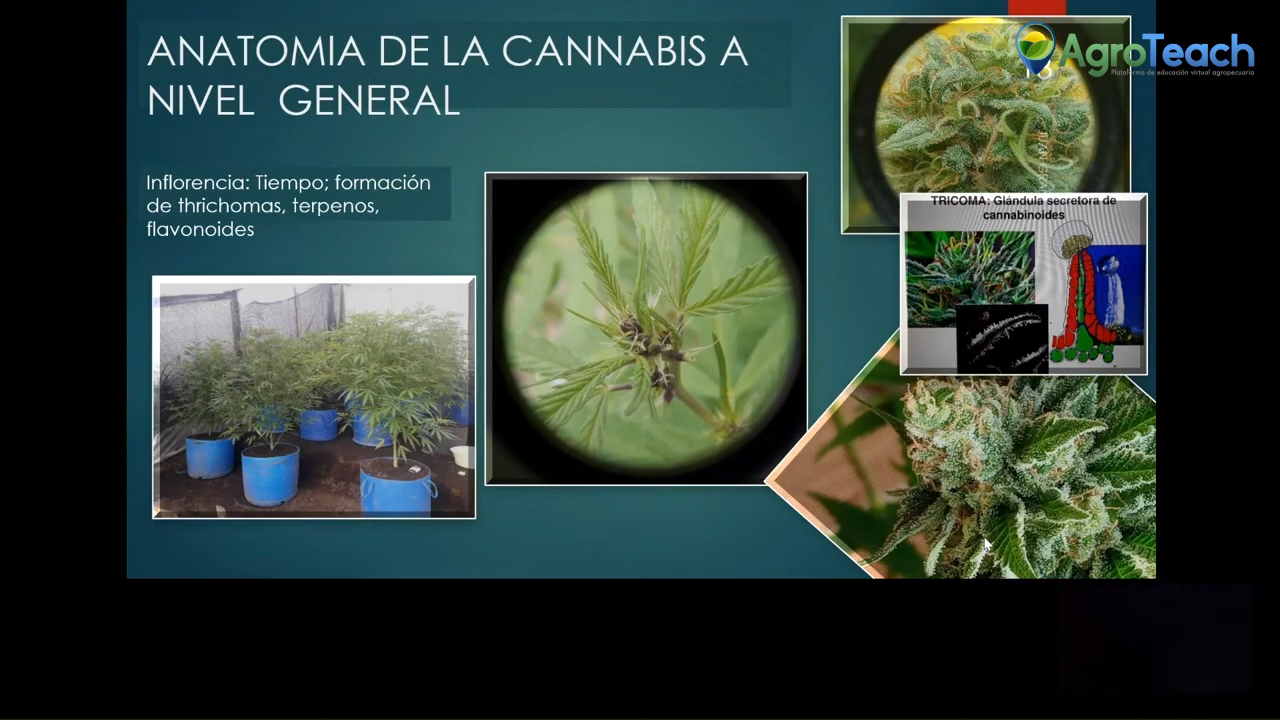 ANATOMIA DE LA CANNABIS A
NIVEL  GENERAL
Inflorencia: Tiempo; formación
de thrichomas, terpenos,
flavonoides
AgroTeach
Plataforma de educación virtual agropecuaria
TRICOMA: Glándula secretora de
cannabinoides